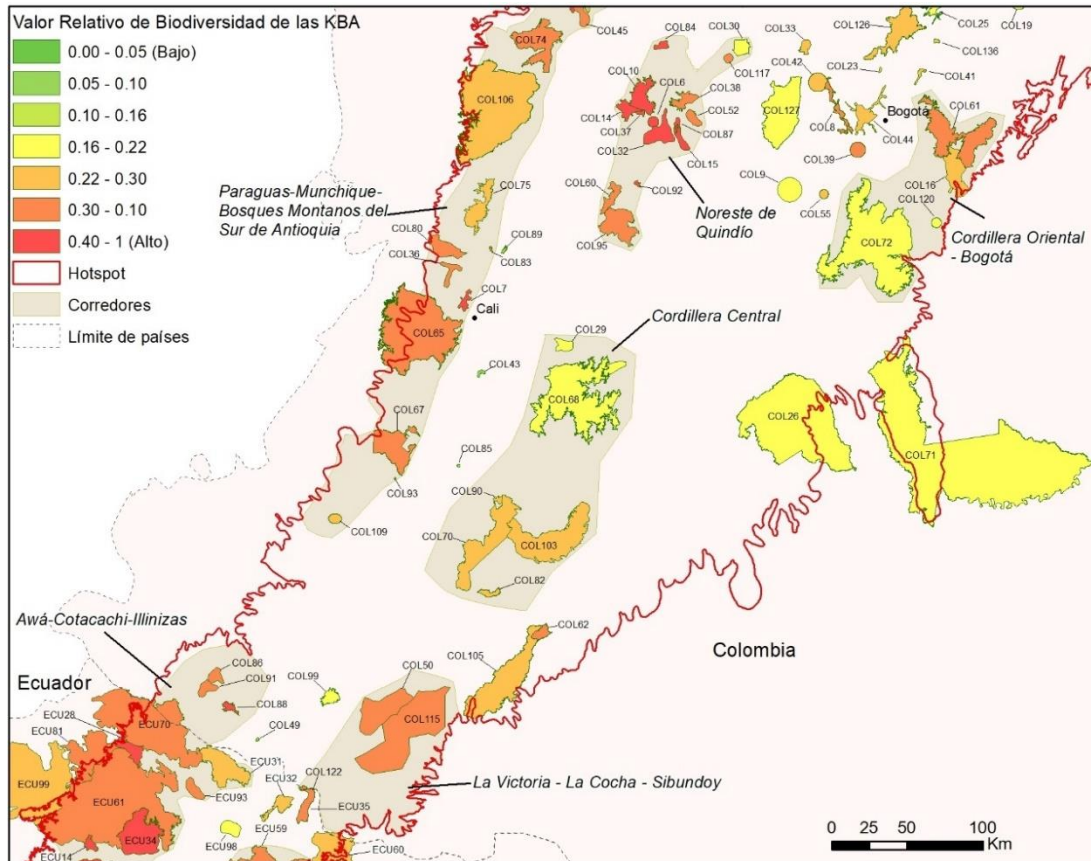 Valor Relativo de Biodiversidad de las KBA
0.00 - 0.05 (Bajo)
0.05 - 0.10
0.10 - 0.16
0.16 - 0.22
0.22 - 0.30
0.30 - 0.10
0.40 - 1 (Alto)
Hotspot
Corredores
Límite de países
COL74
COL45
COL84
COL30
COL33
COL126
COL25
COL19
COL136
COL106
COL10
COL6
COL117
COL42
COL23
COL41
COL38
COL127
COL52
COL61
Bogotá
COL14
COL37
COL87
COL8
COL44
COL32
COL15
COL39
Paraguas-Munchique-
Bosques Montanos del
Sur de Antioquia
COL75
COL60
COL92
COL9
COL55
COL16
COL120
Noreste de
Quindío
COL80
COL89
COL95
COL72
Cordillera Oriental
- Bogotá
COL36
COL83
COL7
Cali
COL65
COL29
Cordillera Central
COL43
COL68
COL26
COL67
COL71
COL85
COL93
COL90
COL109
COL70
COL103
COL82
Awá-Cotacachi-Illinizas
COL62
COL105
Colombia
COL86
COL50
COL91
COL99
Ecuador
COL88
ECU28
ECU70
COL115
ECU81
COL49
ECU31
ECU32
COL122
La Victoria - La Cocha - Sibundoy
ECU99
ECU61
ECU93
ECU35
ECU34
ECU59
ECU14
ECU98
ECU60
0 25 50 100
Km